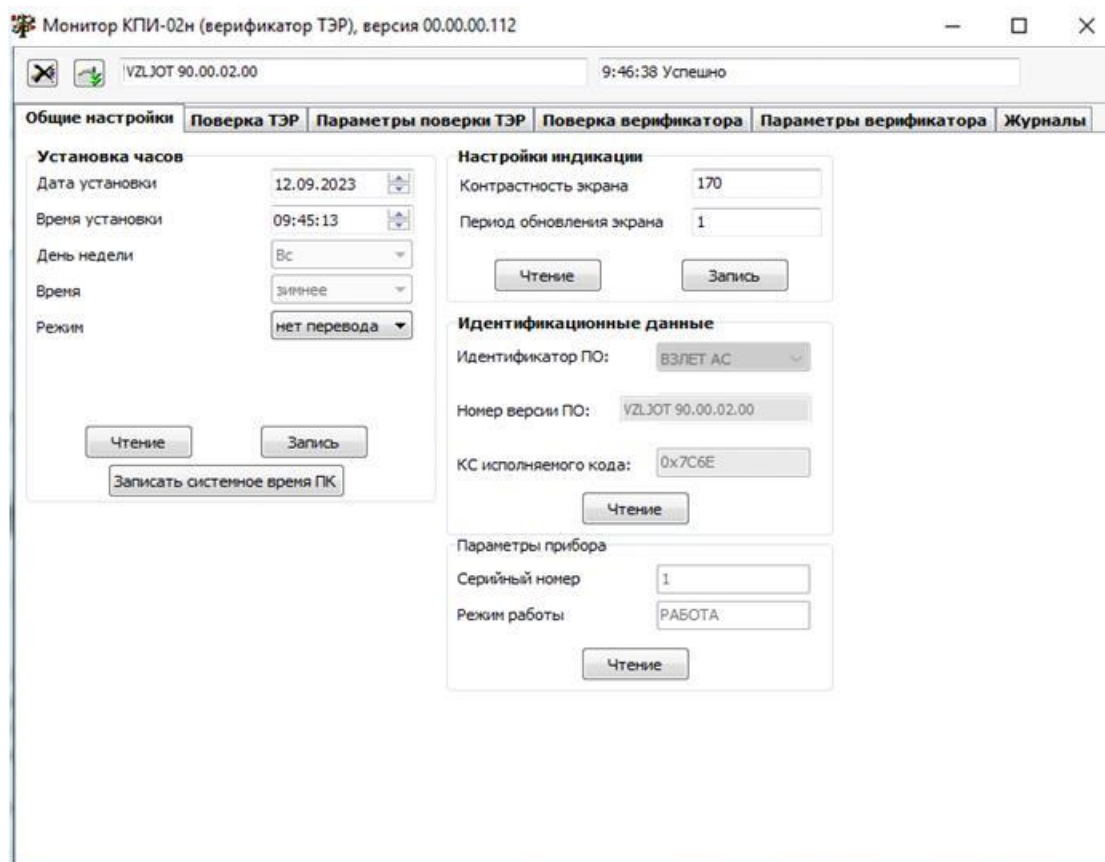 Монитор КПИ-02н (верификатор ТЭР), версия 00.00.00.112
VZLJOT 90.00.02.00 9:46:38 Успешно
Общие настройки Поверка ТЭР Параметры поверки ТЭР Поверка верификатора Параметры верификатора Журналы
Установка часов
Дата установки 12.09.2023
Время установки 09:45:13
День недели Вс
Время зимнее
Режим нет перевода
Чтение Запись
Записать системное время ПК
Настройки индикации
Контрастность экрана 170
Период обновления экрана 1
Чтение Запись
Идентификационные данные
Идентификатор ПО: ВЗЛЕТ АС
Номер версии ПО: VZLJOT 90.00.02.00
КС исполняемого кода: 0x7C6E
Чтение
Параметры прибора
Серийный номер 1
Режим работы РАБОТА
Чтение